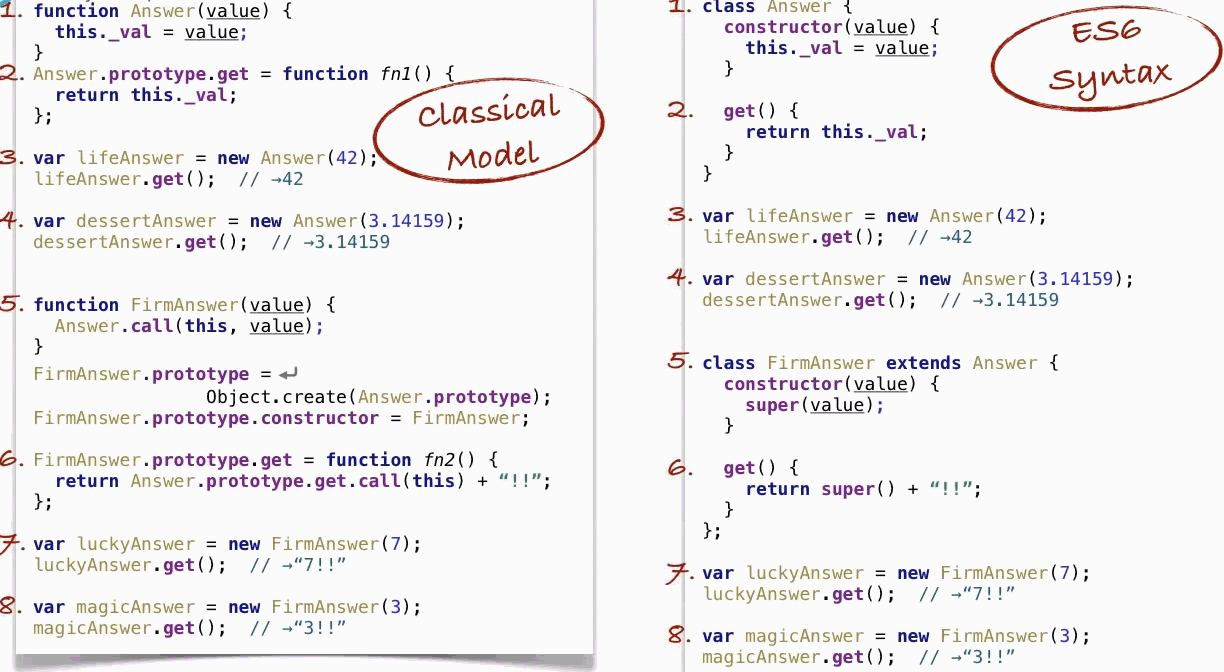 1. function Answer(value) {
this._val = value;
}
2. Answer.prototype.get = function fn1() {
return this._val;
};
Classical
Model
3. var lifeAnswer = new Answer(42);
lifeAnswer.get();  // →42
4. var dessertAnswer = new Answer(3.14159);
dessertAnswer.get();  // →3.14159
5. function FirmAnswer(value) {
Answer.call(this, value);
}
FirmAnswer.prototype = ↵
Object.create(Answer.prototype);
FirmAnswer.prototype.constructor = FirmAnswer;
6. FirmAnswer.prototype.get = function fn2() {
return Answer.prototype.get.call(this) + “!!”;
};
7. var luckyAnswer = new FirmAnswer(7);
luckyAnswer.get();  // →“7!!”
8. var magicAnswer = new FirmAnswer(3);
magicAnswer.get();  // →“3!!”
1. class Answer {
constructor(value) {
this._val = value;
}
ES6
Syntax
2. get() {
return this._val;
}
}
3. var lifeAnswer = new Answer(42);
lifeAnswer.get();  // →42
4. var dessertAnswer = new Answer(3.14159);
dessertAnswer.get();  // →3.14159
5. class FirmAnswer extends Answer {
constructor(value) {
super(value);
}
6. get() {
return super() + “!!”;
}
};
7. var luckyAnswer = new FirmAnswer(7);
luckyAnswer.get();  // →“7!!”
8. var magicAnswer = new FirmAnswer(3);
magicAnswer.get();  // →“3!!”